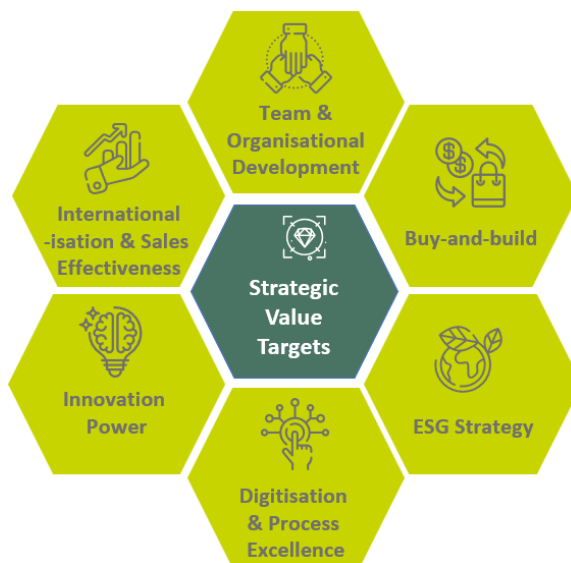 Team &
Organisational
Development
International
-isation & Sales
Effectiveness
Buy-and-build
Strategic
Value
Targets
Innovation
Power
ESG Strategy
Digitisation
& Process
Excellence